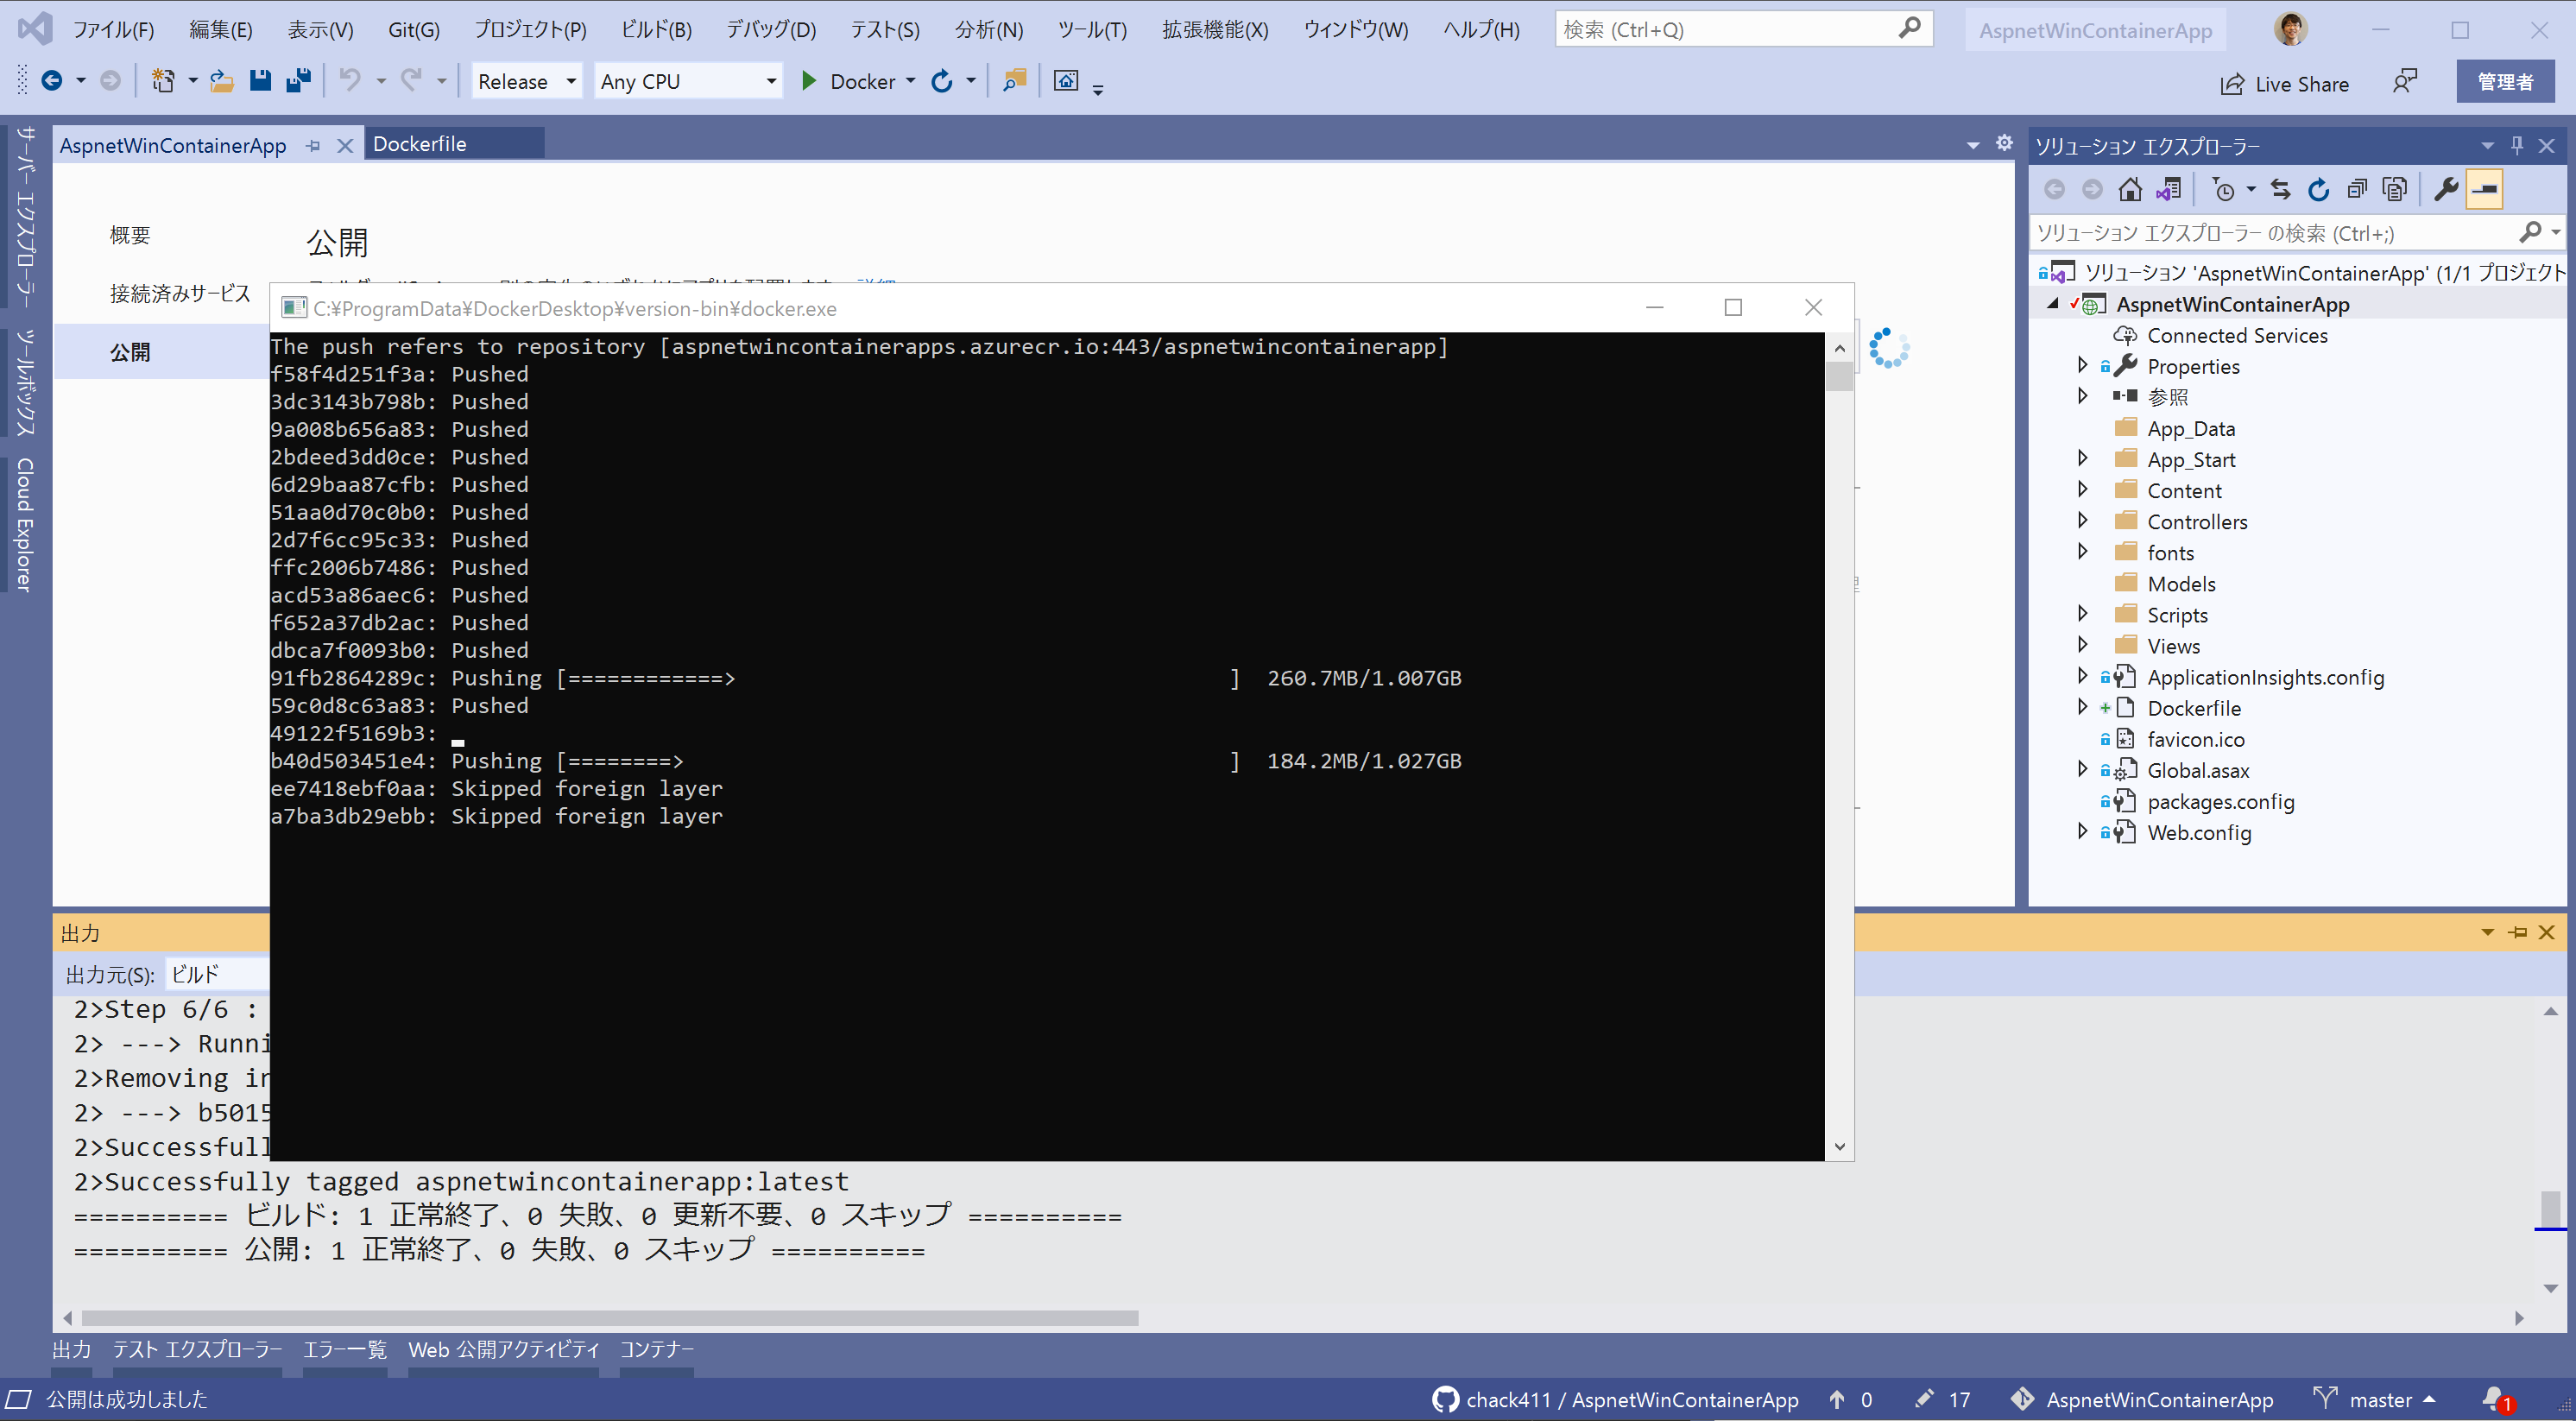 ファイル(F) 編集(E) 表示(V) Git(G) プロジェクト(P) ビルド(B) デバッグ(D) テスト(S) 分析(N) ツール(T) 拡張機能(X) ウィンドウ(W) ヘルプ(H) 検索 (Ctrl+Q) AspnetWinContainerApp
Release Any CPU Docker Live Share 管理者
サーバー エクスプローラー
ツールボックス
Cloud Explorer
AspnetWinContainerApp Dockerfile
概要
接続済みサービス
公開
公開
詳細
C:¥ProgramData¥DockerDesktop¥version-bin¥docker.exe
The push refers to repository [aspnetwincontainerapps.azurecr.io:443/aspnetwincontainerapp]
f58f4d251f3a: Pushed
3dc3143b798b: Pushed
9a008b656a83: Pushed
2bdeed3dd0ce: Pushed
6d29baa87cfb: Pushed
51aa0d70c0b0: Pushed
2d7f6cc95c33: Pushed
ffc2006b7486: Pushed
acd53a86aec6: Pushed
f652a37db2ac: Pushed
dbca7f0093b0: Pushed
91fb2864289c: Pushing [============> ] 260.7MB/1.007GB
59c0d8c63a83: Pushed
49122f5169b3:
b40d503451e4: Pushing [========> ] 184.2MB/1.027GB
ee7418ebf0aa: Skipped foreign layer
a7ba3db29ebb: Skipped foreign layer
ソリューション エクスプローラー
ソリューション エクスプローラー の検索 (Ctrl+;)
ソリューション 'AspnetWinContainerApp' (1/1 プロジェクト
AspnetWinContainerApp
Connected Services
Properties
参照
App_Data
App_Start
Content
Controllers
fonts
Models
Scripts
Views
ApplicationInsights.config
Dockerfile
favicon.ico
Global.asax
packages.config
Web.config
出力
出力元(S): ビルド
2>Step 6/6 :
2> ---> Runni
2>Removing in
2> ---> b5015
2>Successfull
2>Successfully tagged aspnetwincontainerapp:latest
========== ビルド: 1 正常終了、0 失敗、0 更新不要、0 スキップ ==========
========== 公開: 1 正常終了、0 失敗、0 スキップ ==========
出力 テスト エクスプローラー エラー一覧 Web 公開アクティビティ コンテナー
公開は成功しました chack411 / AspnetWinContainerApp 0 17 AspnetWinContainerApp master 1